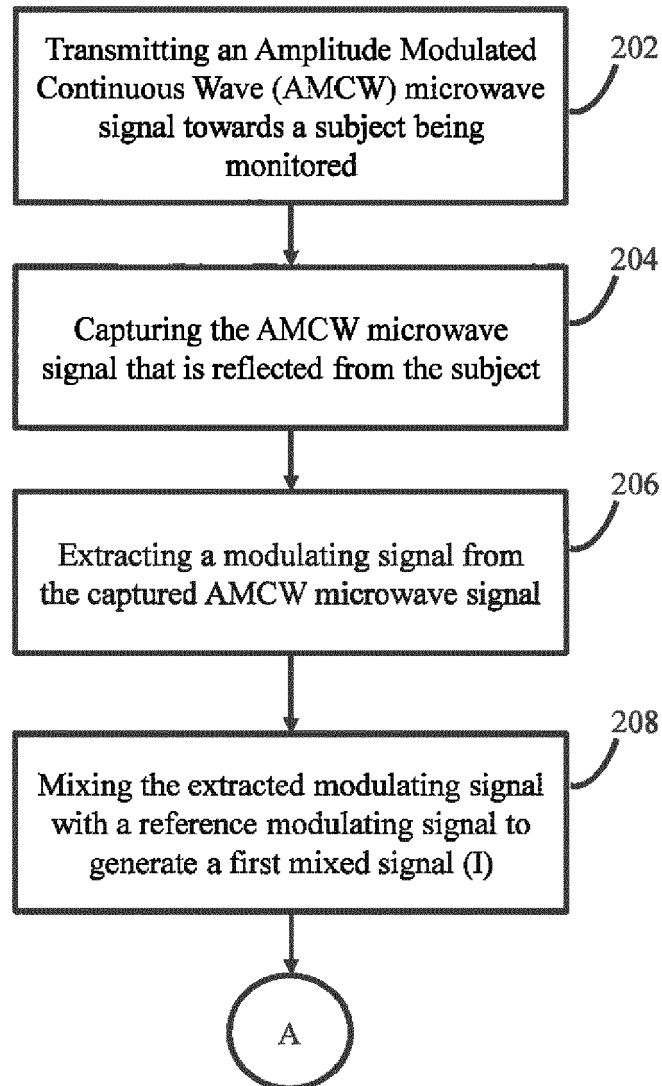 Transmitting an Amplitude Modulated
Continuous Wave (AMCW) microwave
signal towards a subject being
monitored
202
Capturing the AMCW microwave
signal that is reflected from the subject
204
Extracting a modulating signal from
the captured AMCW microwave signal
206
Mixing the extracted modulating signal
with a reference modulating signal to
generate a first mixed signal (I)
208
A